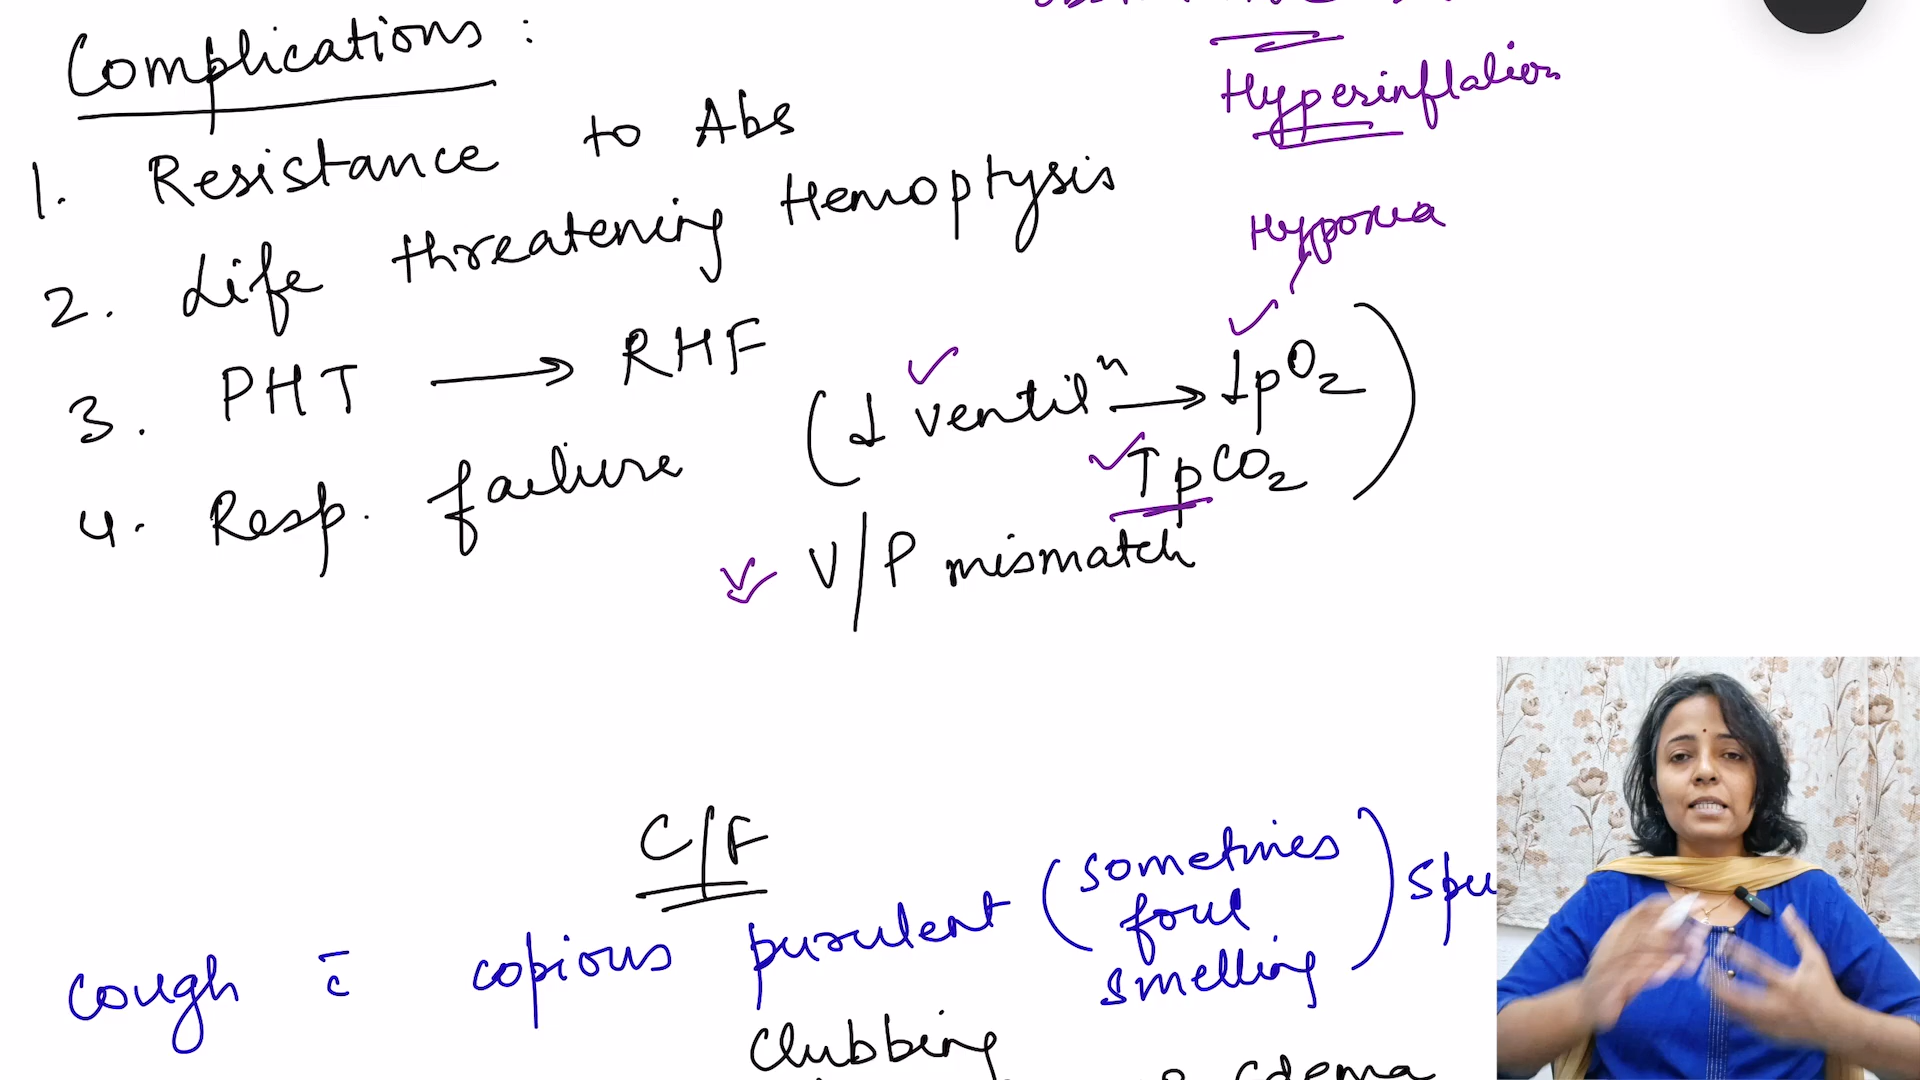 Complications :
Hyperinflation
1. Resistance to Abs
2. Life threatening Hemoptysis
Hypoxia
3. PHT → RHF
4. Resp. failure (↓ ventilⁿ → ↓pO₂
↑pCO₂)
V/P mismatch
C/F
cough c̄ copious purulent (sometimes foul smelling)
Clubbing
edema